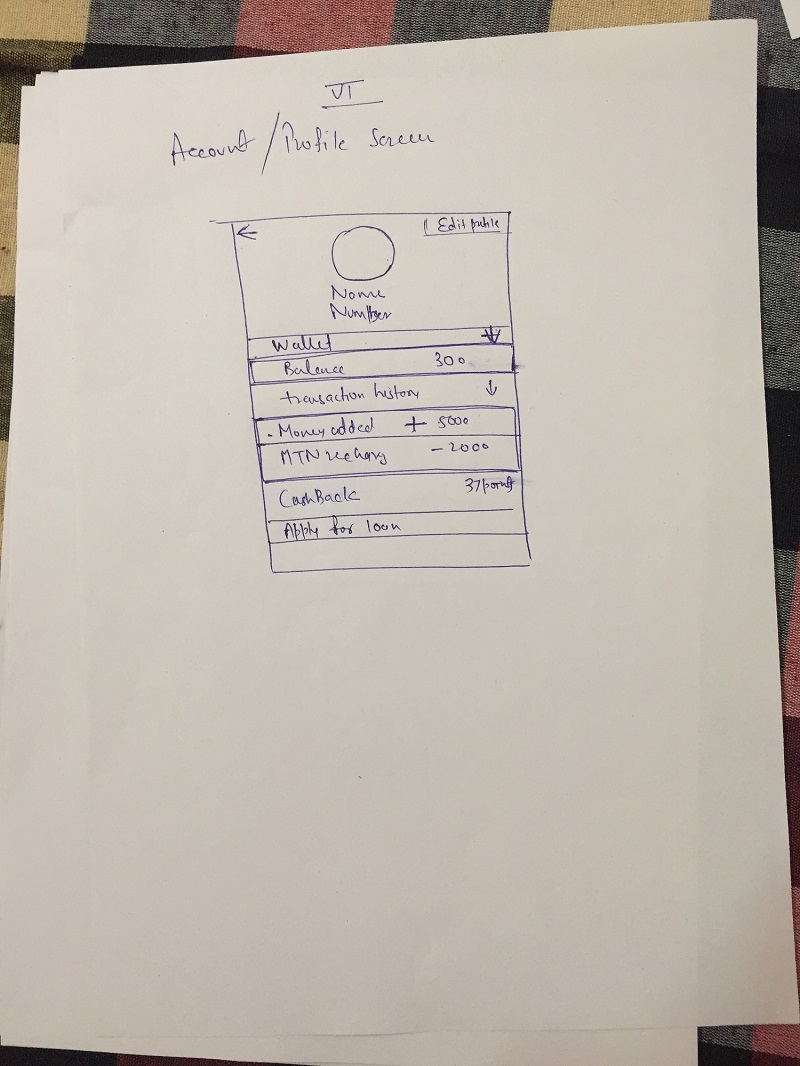 VI
Account / Profile Screen
← Edit profile
Name
Number
Wallet ↓
Balance 300
transaction history ↓
- Money added + 5000
MTN recharg - 2000
CashBack 37 points
Apply for loan